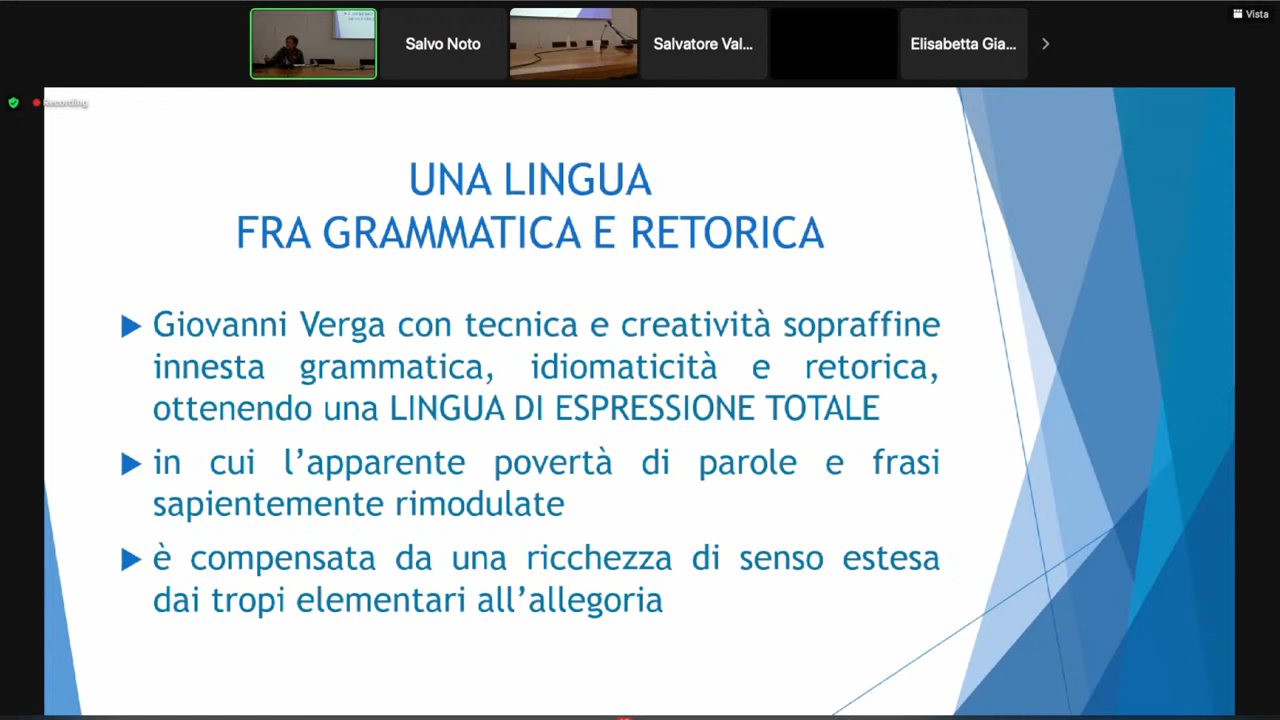 Salvo Noto
Salvatore Val...
Elisabetta Gia...
Vista
Recording
UNA LINGUA
FRA GRAMMATICA E RETORICA
Giovanni Verga con tecnica e creatività sopraffine
innesta grammatica, idiomaticità e retorica,
ottenendo una LINGUA DI ESPRESSIONE TOTALE
in cui l’apparente povertà di parole e frasi
sapientemente rimodulate
è compensata da una ricchezza di senso estesa
dai tropi elementari all’allegoria